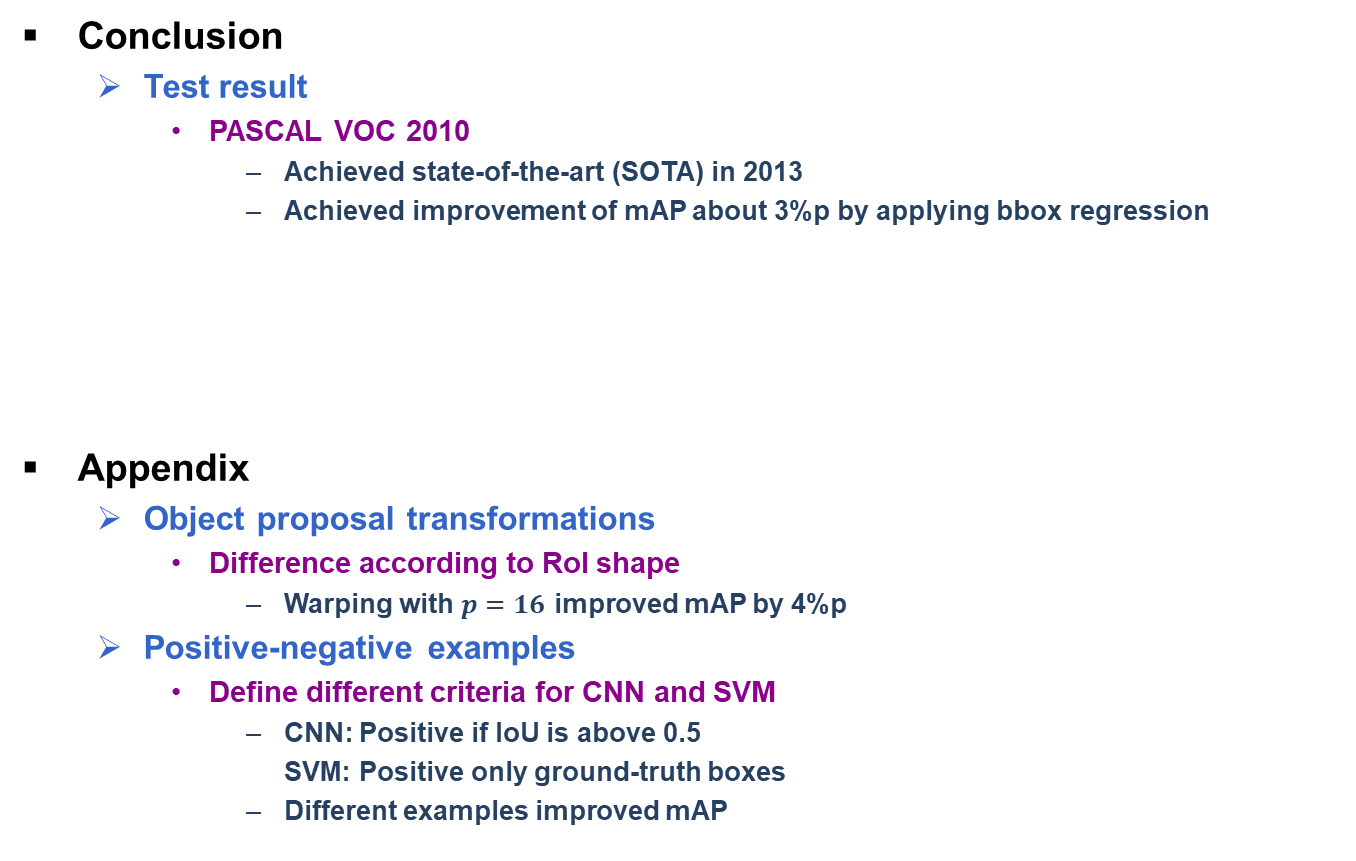 ▪ Conclusion
➢ Test result
• PASCAL VOC 2010
– Achieved state-of-the-art (SOTA) in 2013
– Achieved improvement of mAP about 3%p by applying bbox regression
▪ Appendix
➢ Object proposal transformations
• Difference according to RoI shape
– Warping with 𝒑 = 𝟏𝟔 improved mAP by 4%p
➢ Positive-negative examples
• Define different criteria for CNN and SVM
– CNN: Positive if IoU is above 0.5
SVM: Positive only ground-truth boxes
– Different examples improved mAP